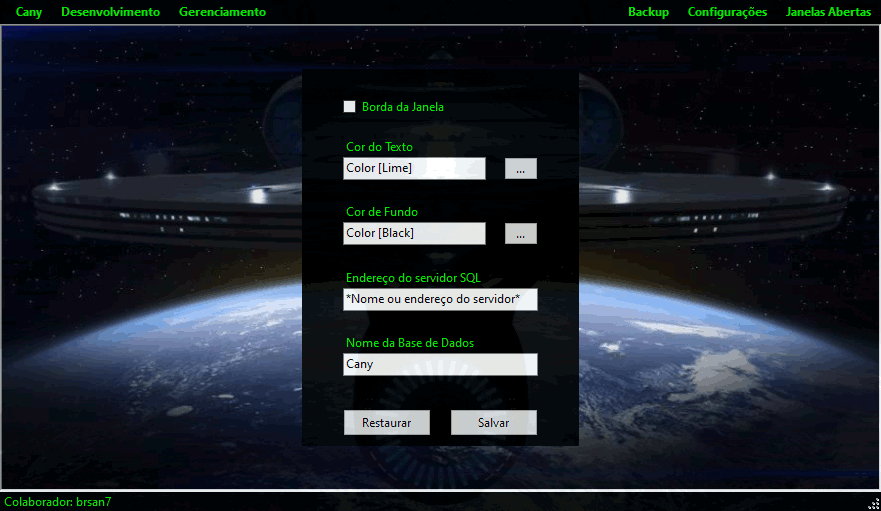 Cany Desenvolvimento Gerenciamento Backup Configurações Janelas Abertas
Borda da Janela
Cor do Texto
Color [Lime] ...
Cor de Fundo
Color [Black] ...
Endereço do servidor SQL
*Nome ou endereço do servidor*
Nome da Base de Dados
Cany
Restaurar Salvar
Colaborador: brsan7